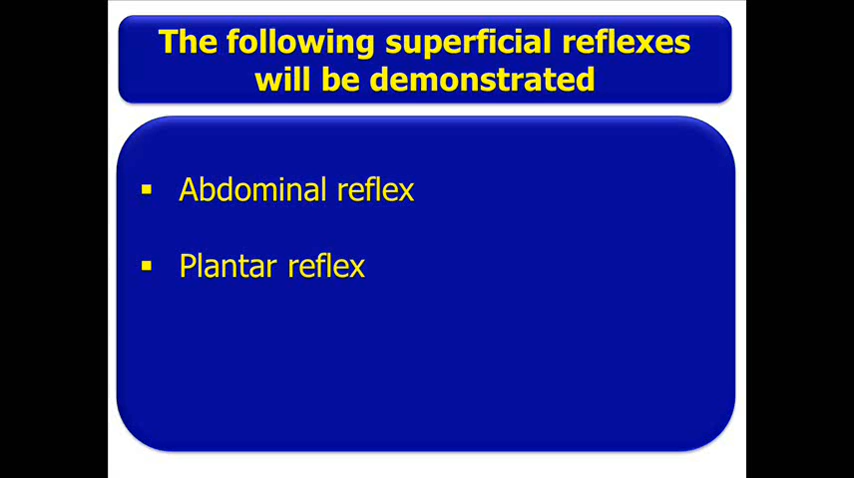 The following superficial reflexes
will be demonstrated
▪ Abdominal reflex
▪ Plantar reflex